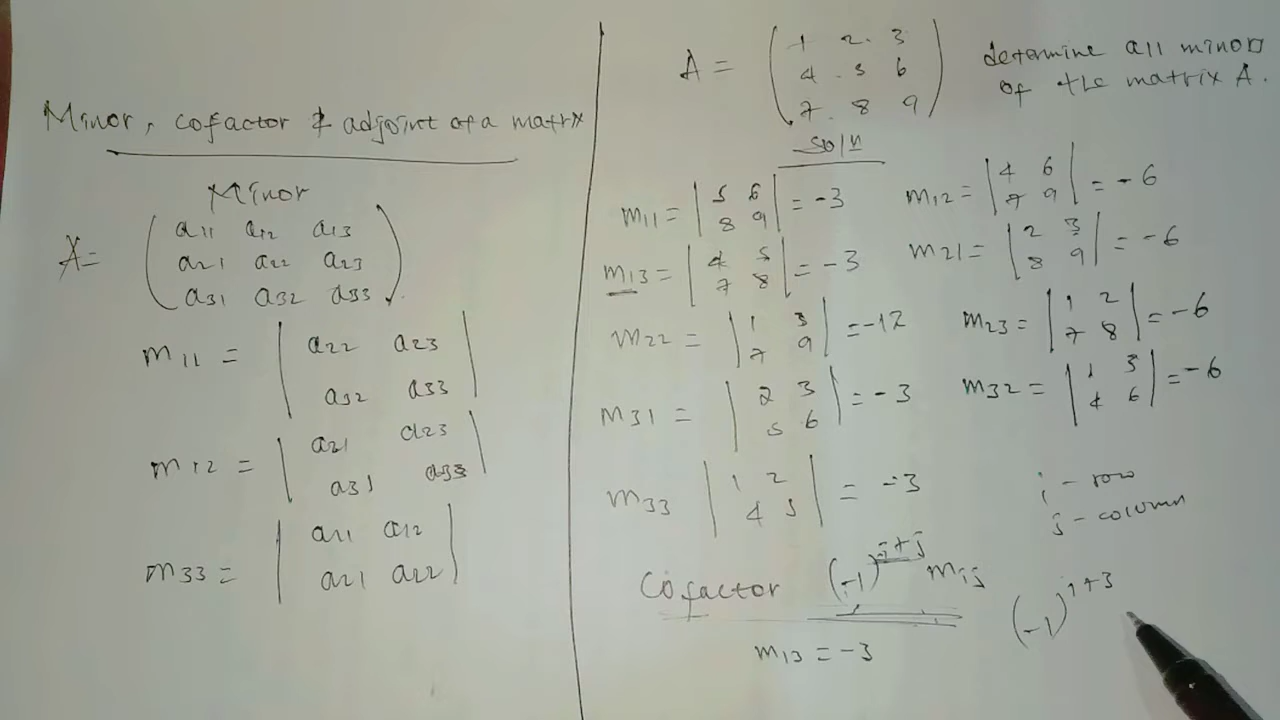 Minor, cofactor & adjoint of a matrix
Minor
A = ( a11 a12 a13
a21 a22 a23
a31 a32 a33 )
m11 = | a22 a23
a32 a33 |
m12 = | a21 a23
a31 a33 |
m33 = | a11 a12
a21 a22 |
A = ( 1 2 3
4 5 6
7 8 9 )
determine all minors
of the matrix A.
soln
m11 = | 5 6
8 9 | = -3
m12 = | 4 6
7 9 | = -6
m13 = | 4 5
7 8 | = -3
m21 = | 2 3
8 9 | = -6
m22 = | 1 3
7 9 | = -12
m23 = | 1 2
7 8 | = -6
m31 = | 2 3
5 6 | = -3
m32 = | 1 3
4 6 | = -6
m33 | 1 2
4 5 | = -3
i - row
j - column
Cofactor (-1)^i+j mij
m13 = -3
(-1)^1+3